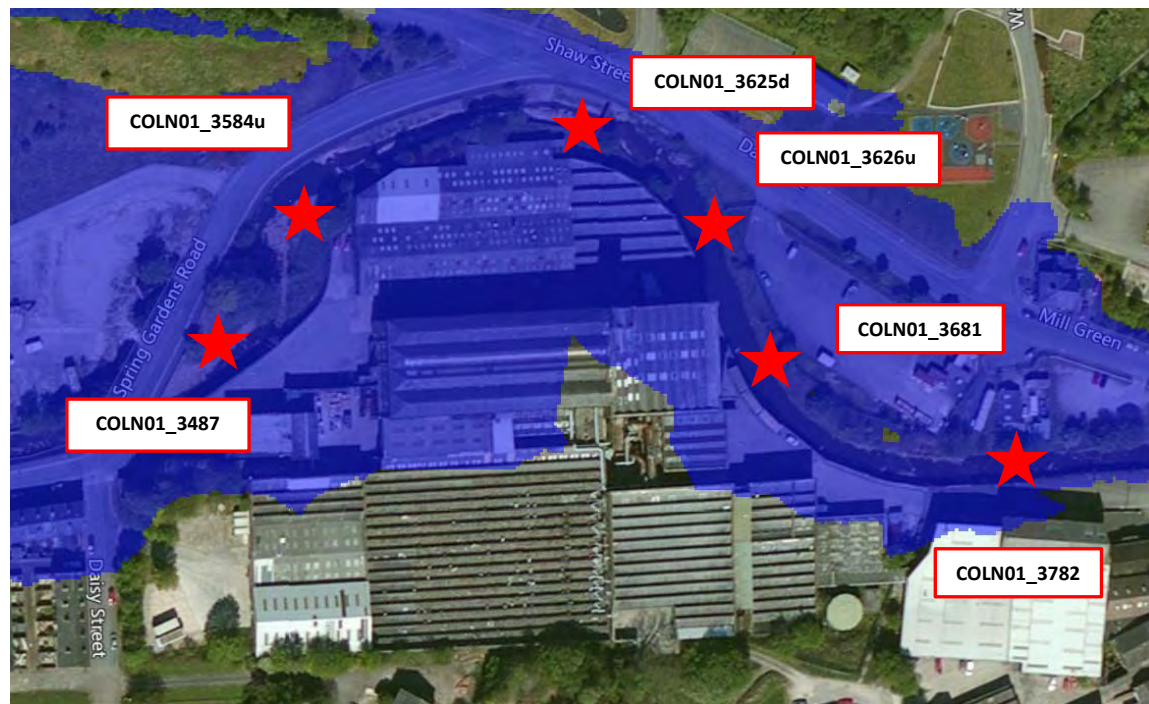 Shaw Street
COLN01_3625d
COLN01_3584u
COLN01_3626u
Spring Gardens Road
COLN01_3681
Mill Green
COLN01_3487
COLN01_3782
Daisy Street